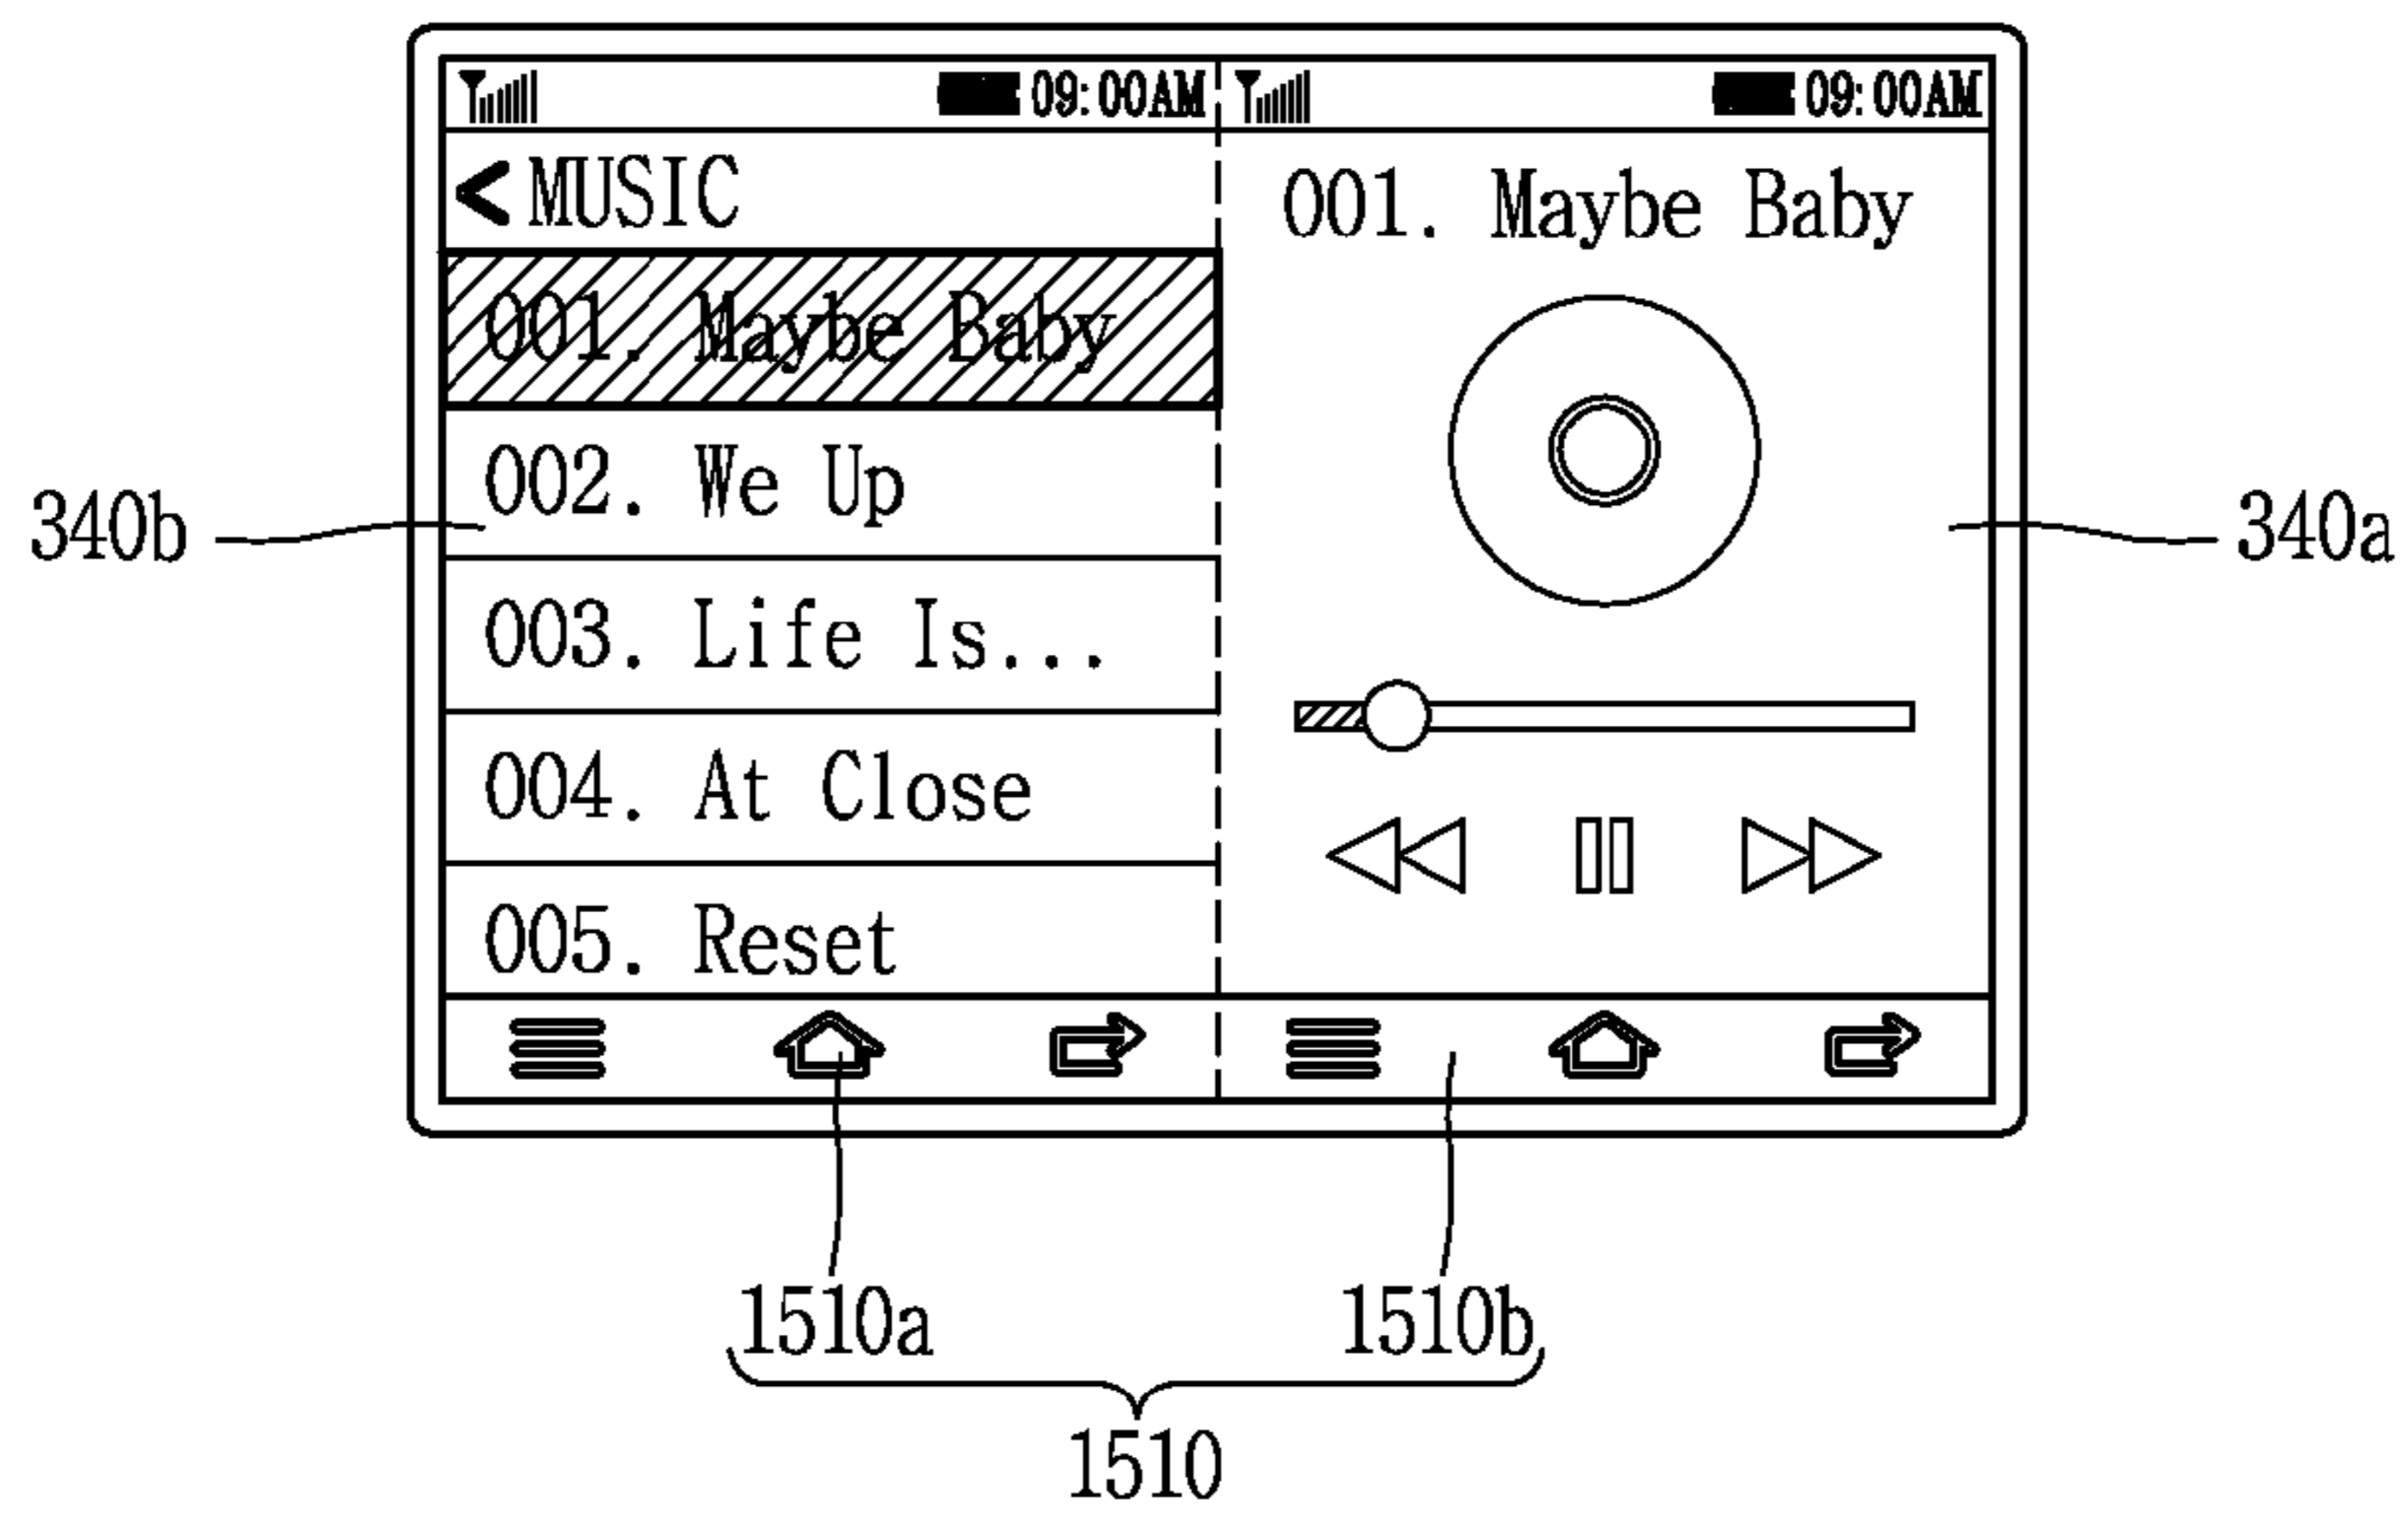 09:00AM
09:00AM
< MUSIC
001. Maybe Baby
001. Maybe Baby
002. We Up
003. Life Is...
004. At Close
005. Reset
340b
340a
1510a
1510b
1510